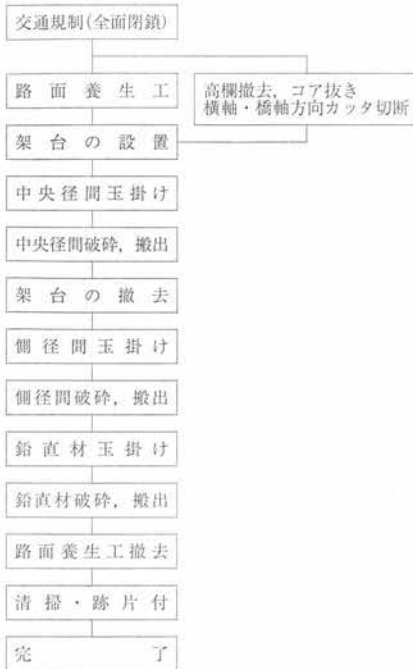 交通規制(全面閉鎖)
路面養生工
高欄撤去，コア抜き
横軸・橋軸方向カッタ切断
架台の設置
中央径間玉掛け
中央径間破砕，搬出
架台の撤去
側径間玉掛け
側径間破砕，搬出
鉛直材玉掛け
鉛直材破砕，搬出
路面養生工撤去
清掃・跡片付
完了